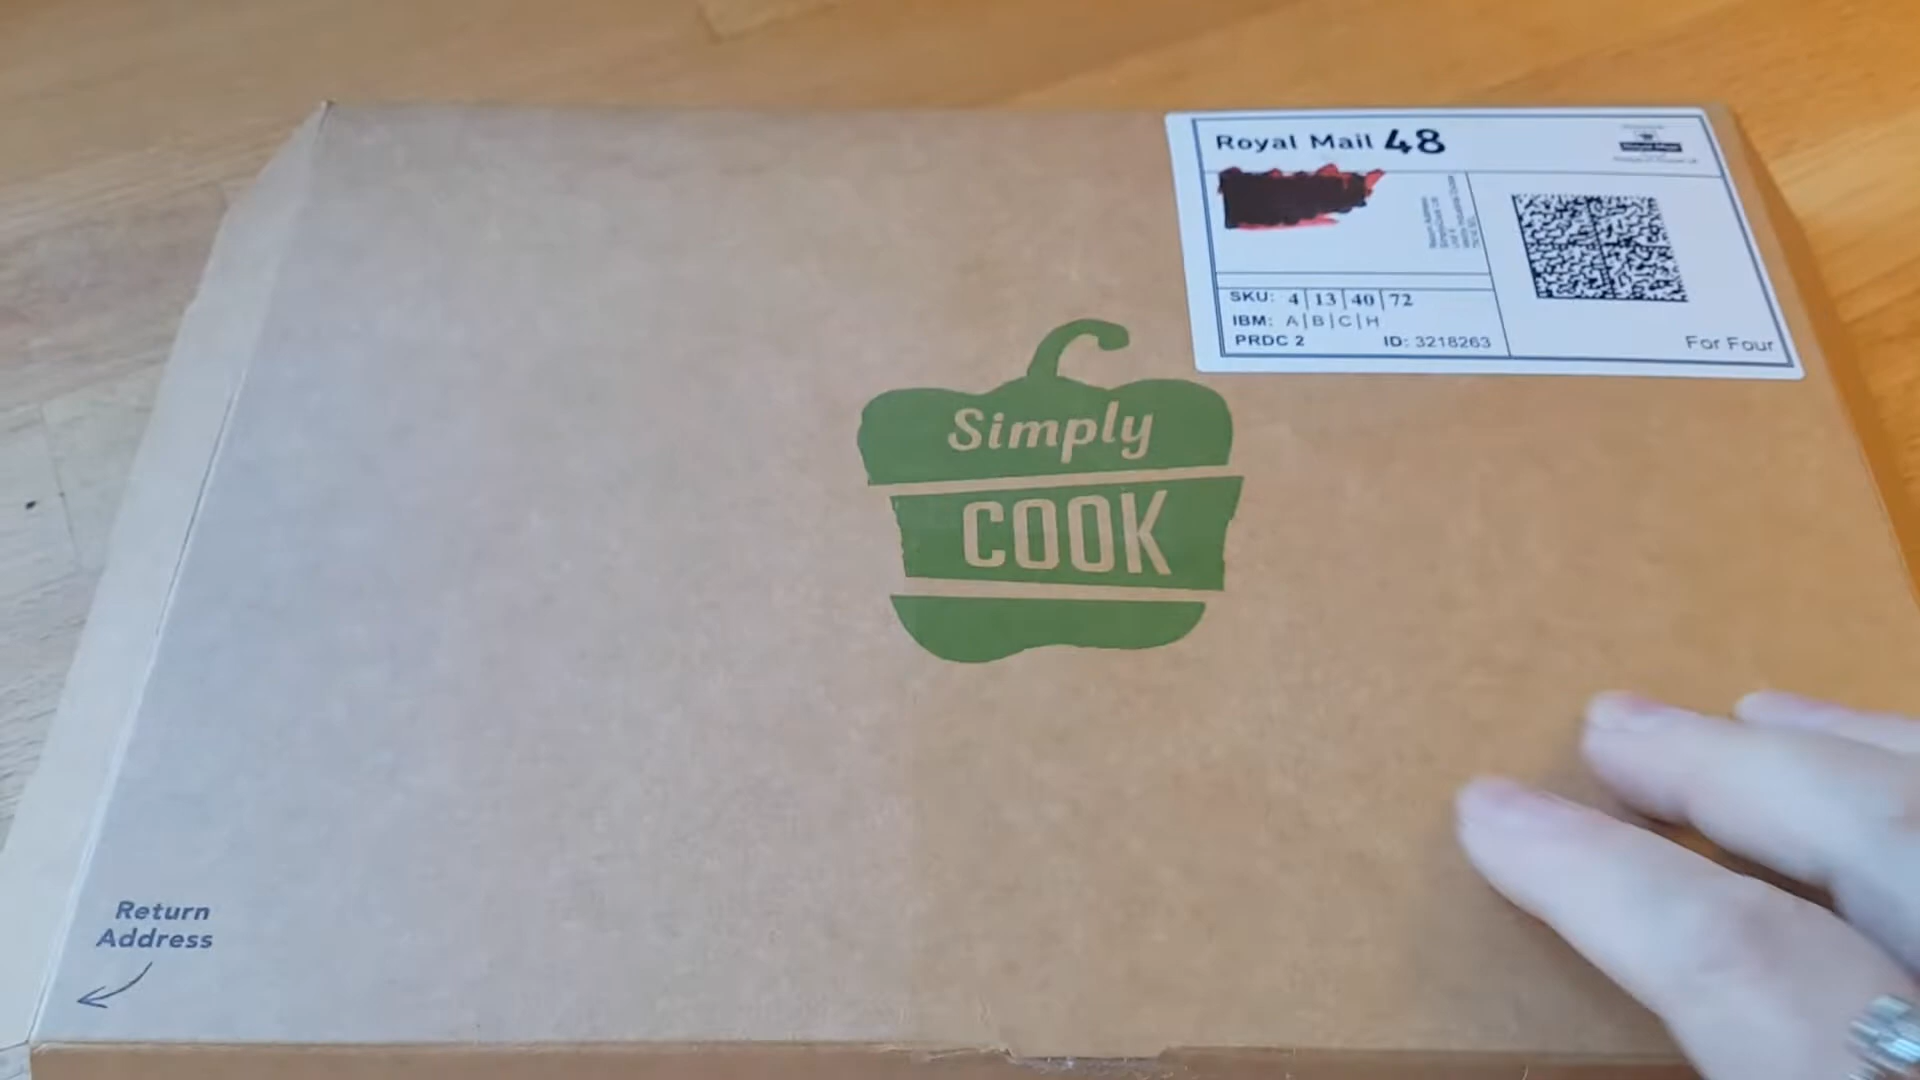 Royal Mail 48
SKU: 4|13|40|72
IBM: A|B|C|H
PRDC 2 ID: 3218263
For Four
Simply
COOK
Return
Address